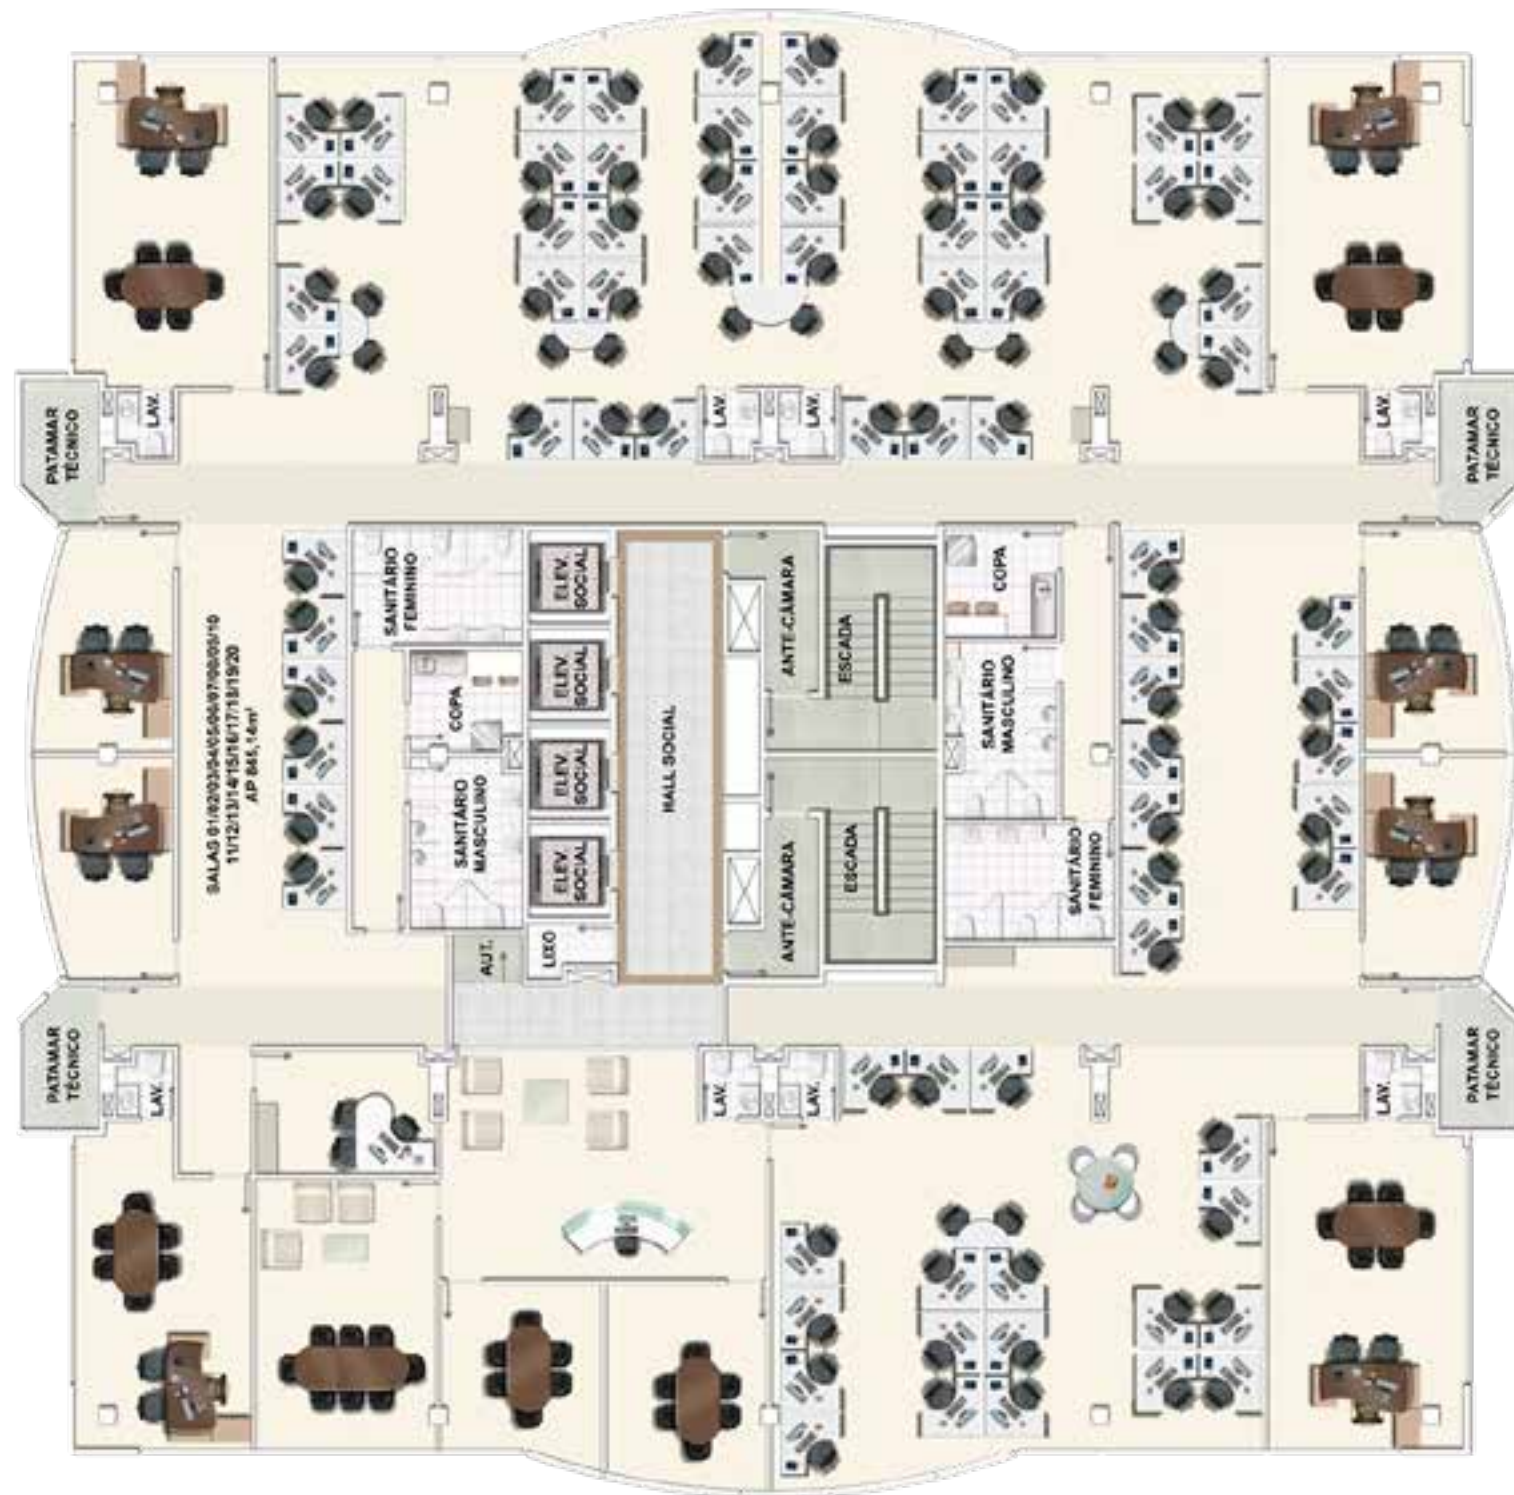 PATAMAR
TÉCNICO
LAV.
LAV.
LAV.
LAV.
PATAMAR
TÉCNICO
SANITÁRIO
FEMININO
ELEV.
SOCIAL
ANTE-CÂMARA
ESCADA
COPA
SALAS 01/02/03/04/05/06/07/08/09/10
11/12/13/14/15/16/17/18/19/20
AP 845,14m²
COPA
ELEV.
SOCIAL
HALL SOCIAL
SANITÁRIO
MASCULINO
SANITÁRIO
MASCULINO
ELEV.
SOCIAL
ELEV.
SOCIAL
ANTE-CÂMARA
ESCADA
SANITÁRIO
FEMININO
AUT.
LIXO
PATAMAR
TÉCNICO
LAV.
LAV.
LAV.
LAV.
PATAMAR
TÉCNICO